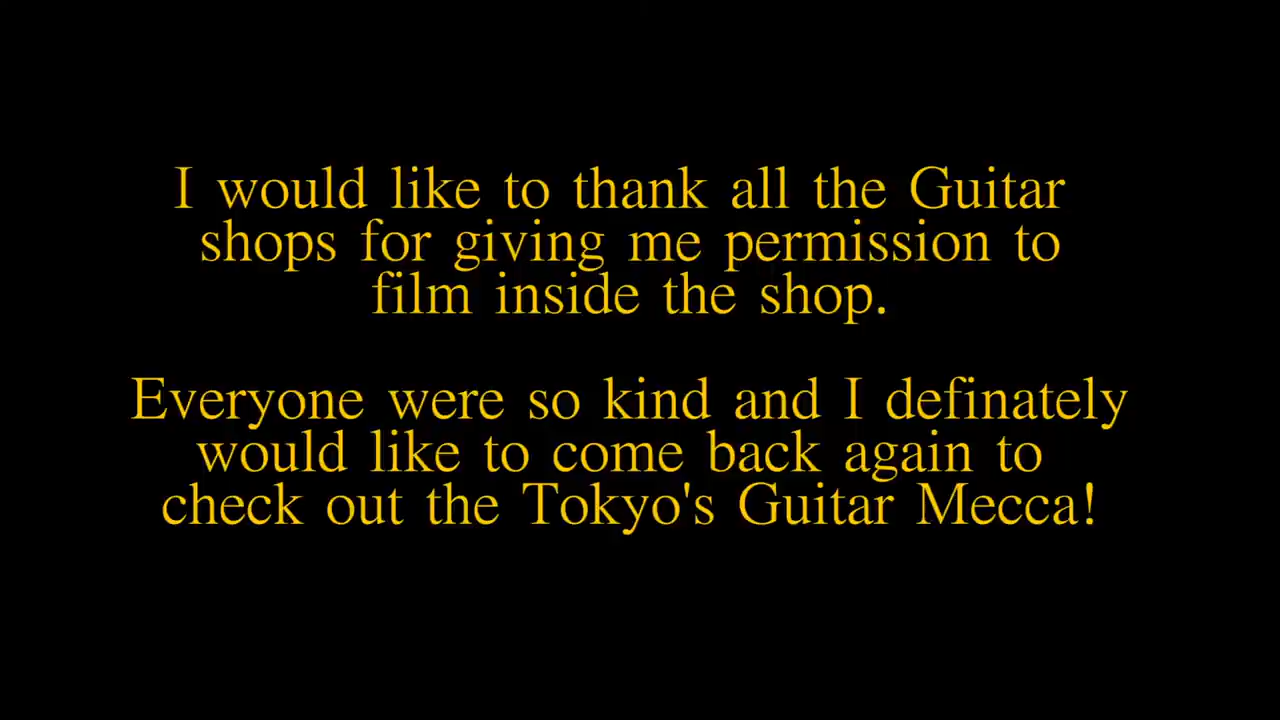 I would like to thank all the Guitar
shops for giving me permission to
film inside the shop.
Everyone were so kind and I definately
would like to come back again to
check out the Tokyo's Guitar Mecca!